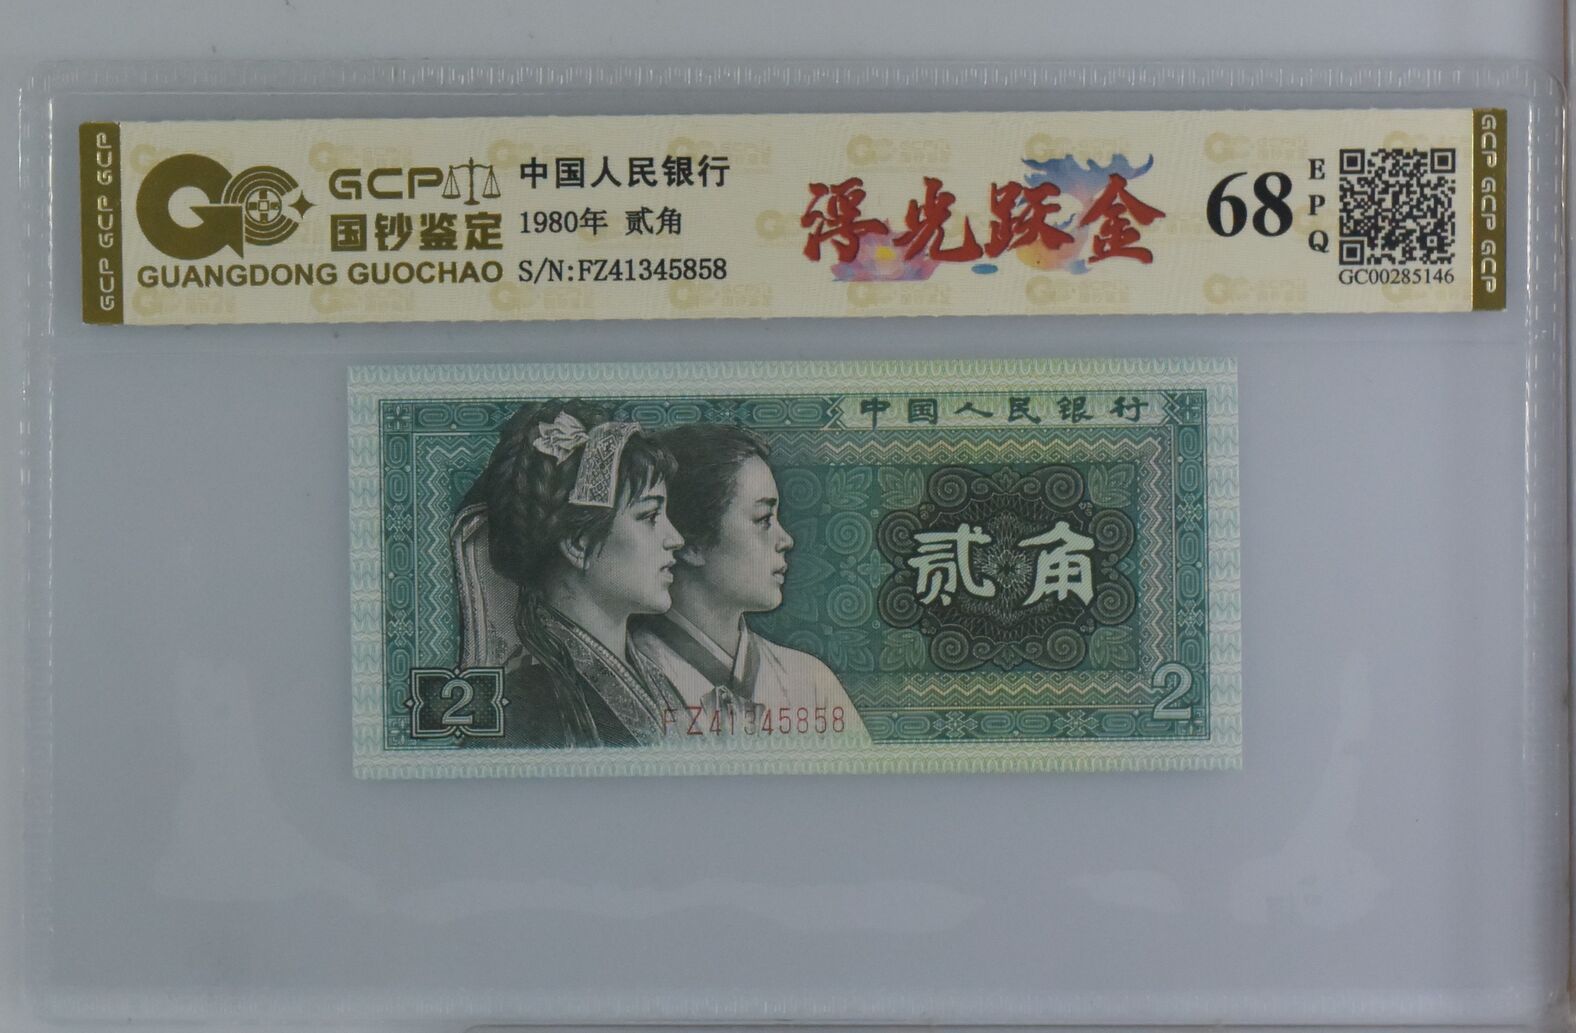 GCP GCP GCP
GCP
国钞鉴定
GUANGDONG GUOCHAO
中国人民银行
1980年 贰角
S/N:FZ41345858
浮光跃金
68
EPQ
GC00285146
GCP GCP GCP
中国人民银行
贰角
2
FZ41345858
2